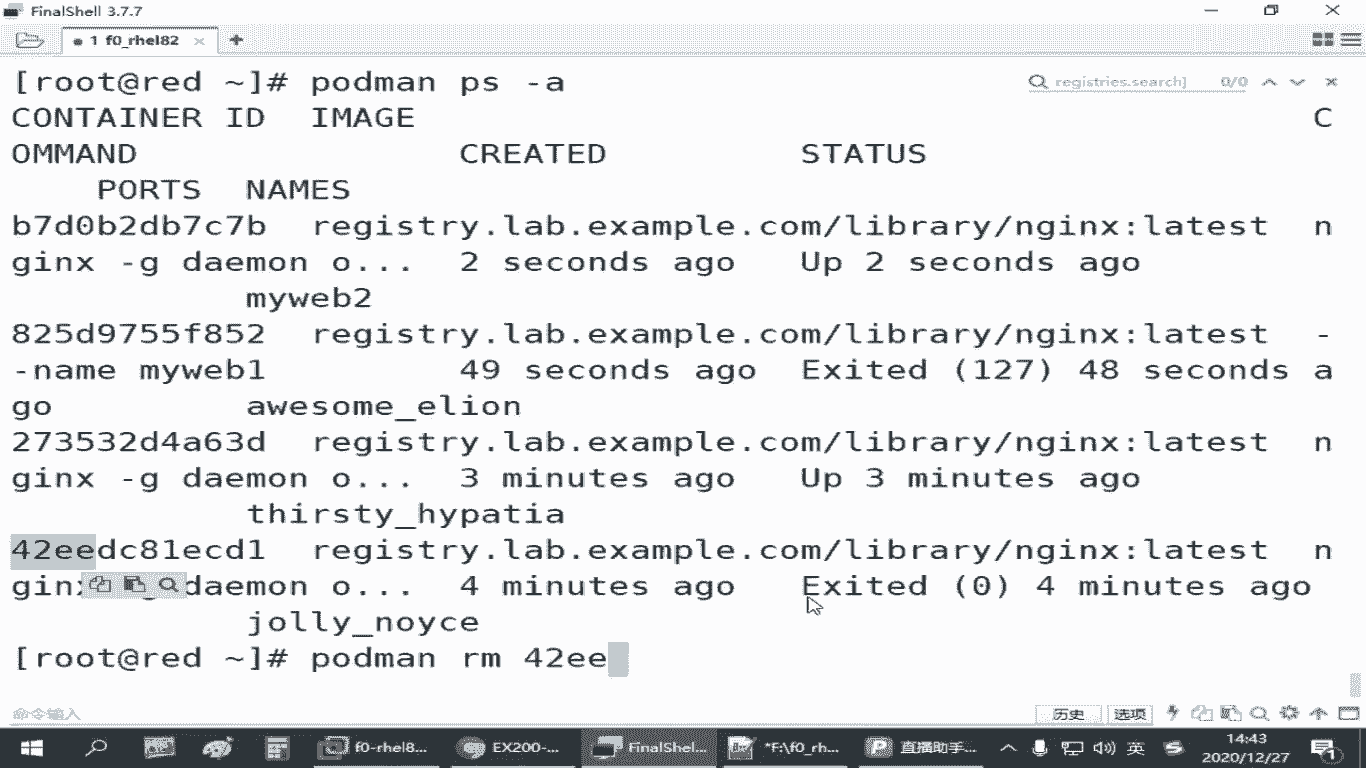 FinalShell 3.7.7
1 f0_rhel82
[root@red ~]# podman ps -a
registries.search] 0/0
CONTAINER ID  IMAGE  C
OMMAND  CREATED  STATUS
PORTS  NAMES
b7d0b2db7c7b  registry.lab.example.com/library/nginx:latest  n
ginx -g daemon o...  2 seconds ago  Up 2 seconds ago
myweb2
825d9755f852  registry.lab.example.com/library/nginx:latest  -
-name myweb1  49 seconds ago  Exited (127) 48 seconds a
go  awesome_elion
273532d4a63d  registry.lab.example.com/library/nginx:latest  n
ginx -g daemon o...  3 minutes ago  Up 3 minutes ago
thirsty_hypatia
42eedc81ecd1  registry.lab.example.com/library/nginx:latest  n
ginx daemon o...  4 minutes ago  Exited (0) 4 minutes ago
jolly_noyce
[root@red ~]# podman rm 42ee
命令输入
历史 选项
f0-rhel8... EX200-... FinalShel... *F:\f0_rh... 直播助手... 英 14:43
2020/12/27
1